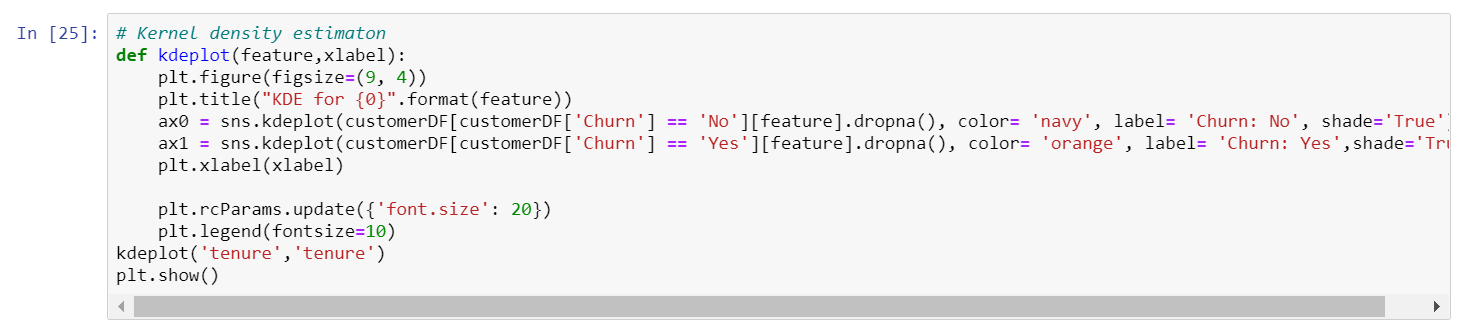 In [25]:
# Kernel density estimaton
def kdeplot(feature,xlabel):
    plt.figure(figsize=(9, 4))
    plt.title("KDE for {0}".format(feature))
    ax0 = sns.kdeplot(customerDF[customerDF['Churn'] == 'No'][feature].dropna(), color= 'navy', label= 'Churn: No', shade='True'
    ax1 = sns.kdeplot(customerDF[customerDF['Churn'] == 'Yes'][feature].dropna(), color= 'orange', label= 'Churn: Yes',shade='Tru
    plt.xlabel(xlabel)
    plt.rcParams.update({'font.size': 20})
    plt.legend(fontsize=10)
kdeplot('tenure','tenure')
plt.show()